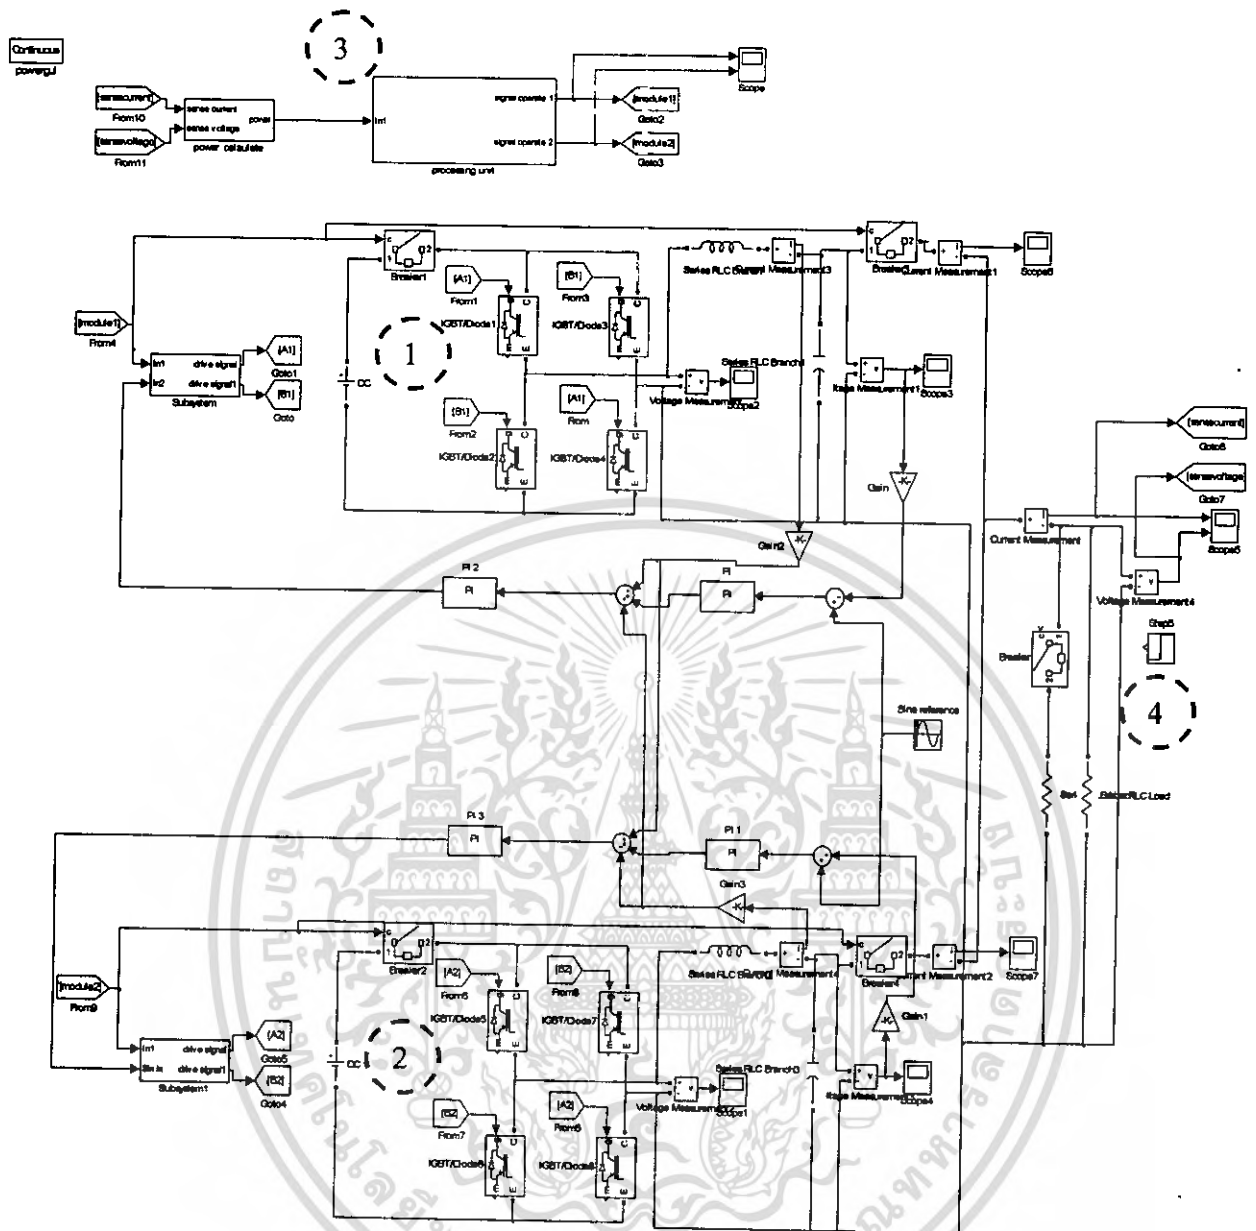 Continuous
powergui
3
[sensecurrent]
From10
[sensevoltage]
From11
sense current
sense voltage
power
power calculate
In1
signal operate 1
signal operate 2
processing unit
Scope
[module1]
Goto2
[module2]
Goto3
[module1]
From4
In1
In2
drive signal
drive signal1
Subsystem
[A1]
Goto1
[B1]
Goto
Breaker1
1
DC
[A1]
From1
IGBT/Diode1
[B1]
From3
IGBT/Diode3
[B1]
From2
IGBT/Diode2
[A1]
From
IGBT/Diode4
Voltage Measurement
Scope2
Series RLC Branch1
Current Measurement1
Scope6
Scope3
Gain
-K-
Gain2
-K-
PI 2
PI
PI
PI
[sensecurrent]
Goto6
[sensevoltage]
Goto7
Current Measurement
Scope5
Voltage Measurement4
Step5
Breaker
4
Sine reference
PI 3
PI
PI 1
PI
Gain3
-K-
[module2]
From9
In1
drive signal
drive signal1
Subsystem1
[A2]
Goto5
[B2]
Goto4
Breaker2
2
DC
[A2]
IGBT/Diode5
[B2]
From8
IGBT/Diode7
[B2]
From7
[A2]
Scope1
Series RLC Branch3
Breaker4
Scope7
Gain1
-K-
Scope4